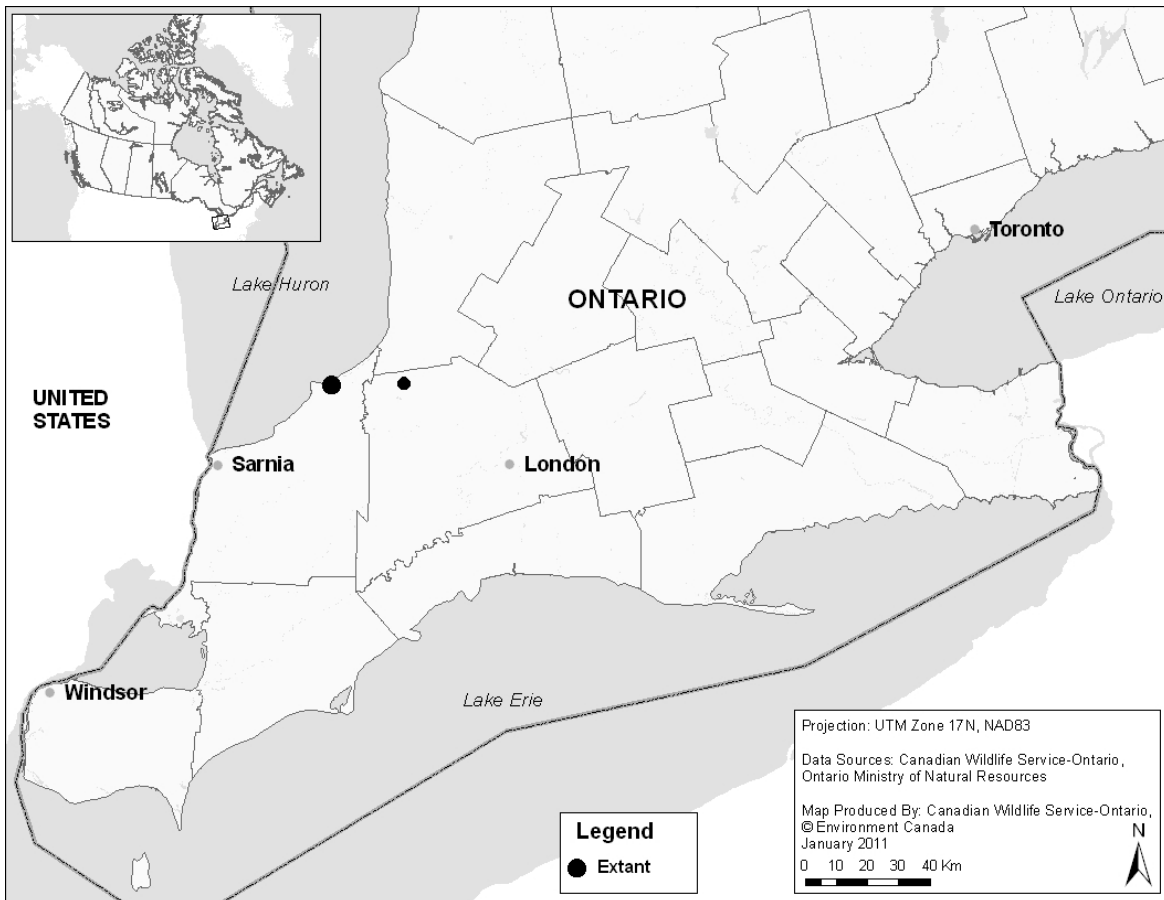 Toronto
Lake Huron
Lake Ontario
ONTARIO
UNITED
STATES
Sarnia
London
Windsor
Lake Erie
Projection: UTM Zone 17N, NAD83
Data Sources: Canadian Wildlife Service-Ontario,
Ontario Ministry of Natural Resources
Map Produced By: Canadian Wildlife Service-Ontario,
© Environment Canada
January 2011
N
0 10 20 30 40 Km
Legend
Extant